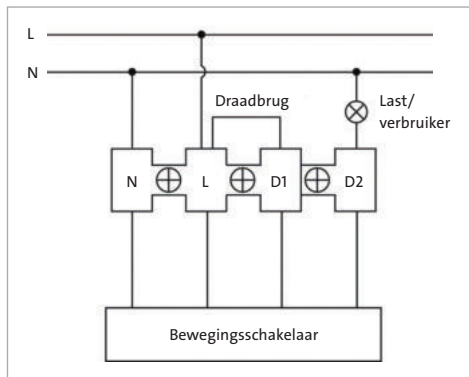 L
N
Draadbrug
Last/
verbruiker
N
L
D1
D2
Bewegingsschakelaar